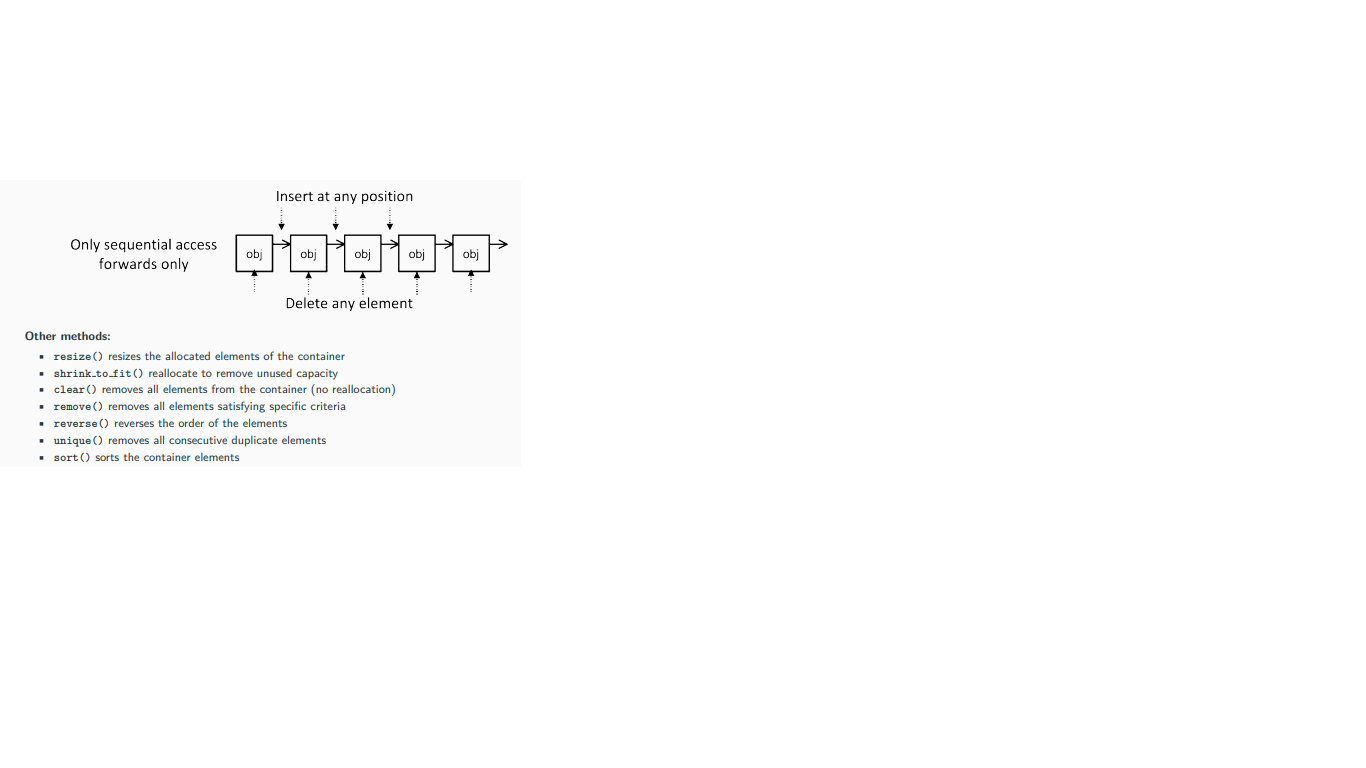 Insert at any position
Only sequential access
forwards only
obj obj obj obj obj
Delete any element
Other methods:
▪ resize() resizes the allocated elements of the container
▪ shrink_to_fit() reallocate to remove unused capacity
▪ clear() removes all elements from the container (no reallocation)
▪ remove() removes all elements satisfying specific criteria
▪ reverse() reverses the order of the elements
▪ unique() removes all consecutive duplicate elements
▪ sort() sorts the container elements